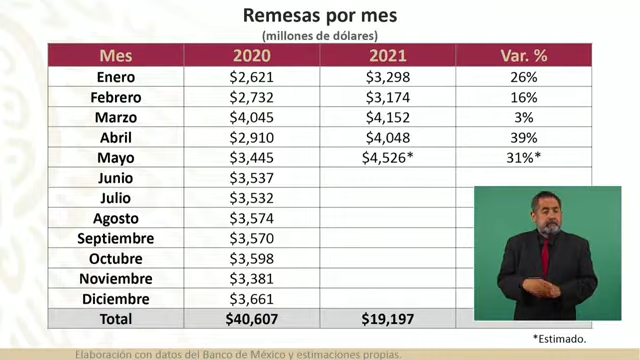 Remesas por mes
(millones de dólares)
Mes 2020 2021 Var. %
Enero $2,621 $3,298 26%
Febrero $2,732 $3,174 16%
Marzo $4,045 $4,152 3%
Abril $2,910 $4,048 39%
Mayo $3,445 $4,526* 31%*
Junio $3,537
Julio $3,532
Agosto $3,574
Septiembre $3,570
Octubre $3,598
Noviembre $3,381
Diciembre $3,661
Total $40,607 $19,197
*Estimado.
Elaboración con datos del Banco de México y estimaciones propias.